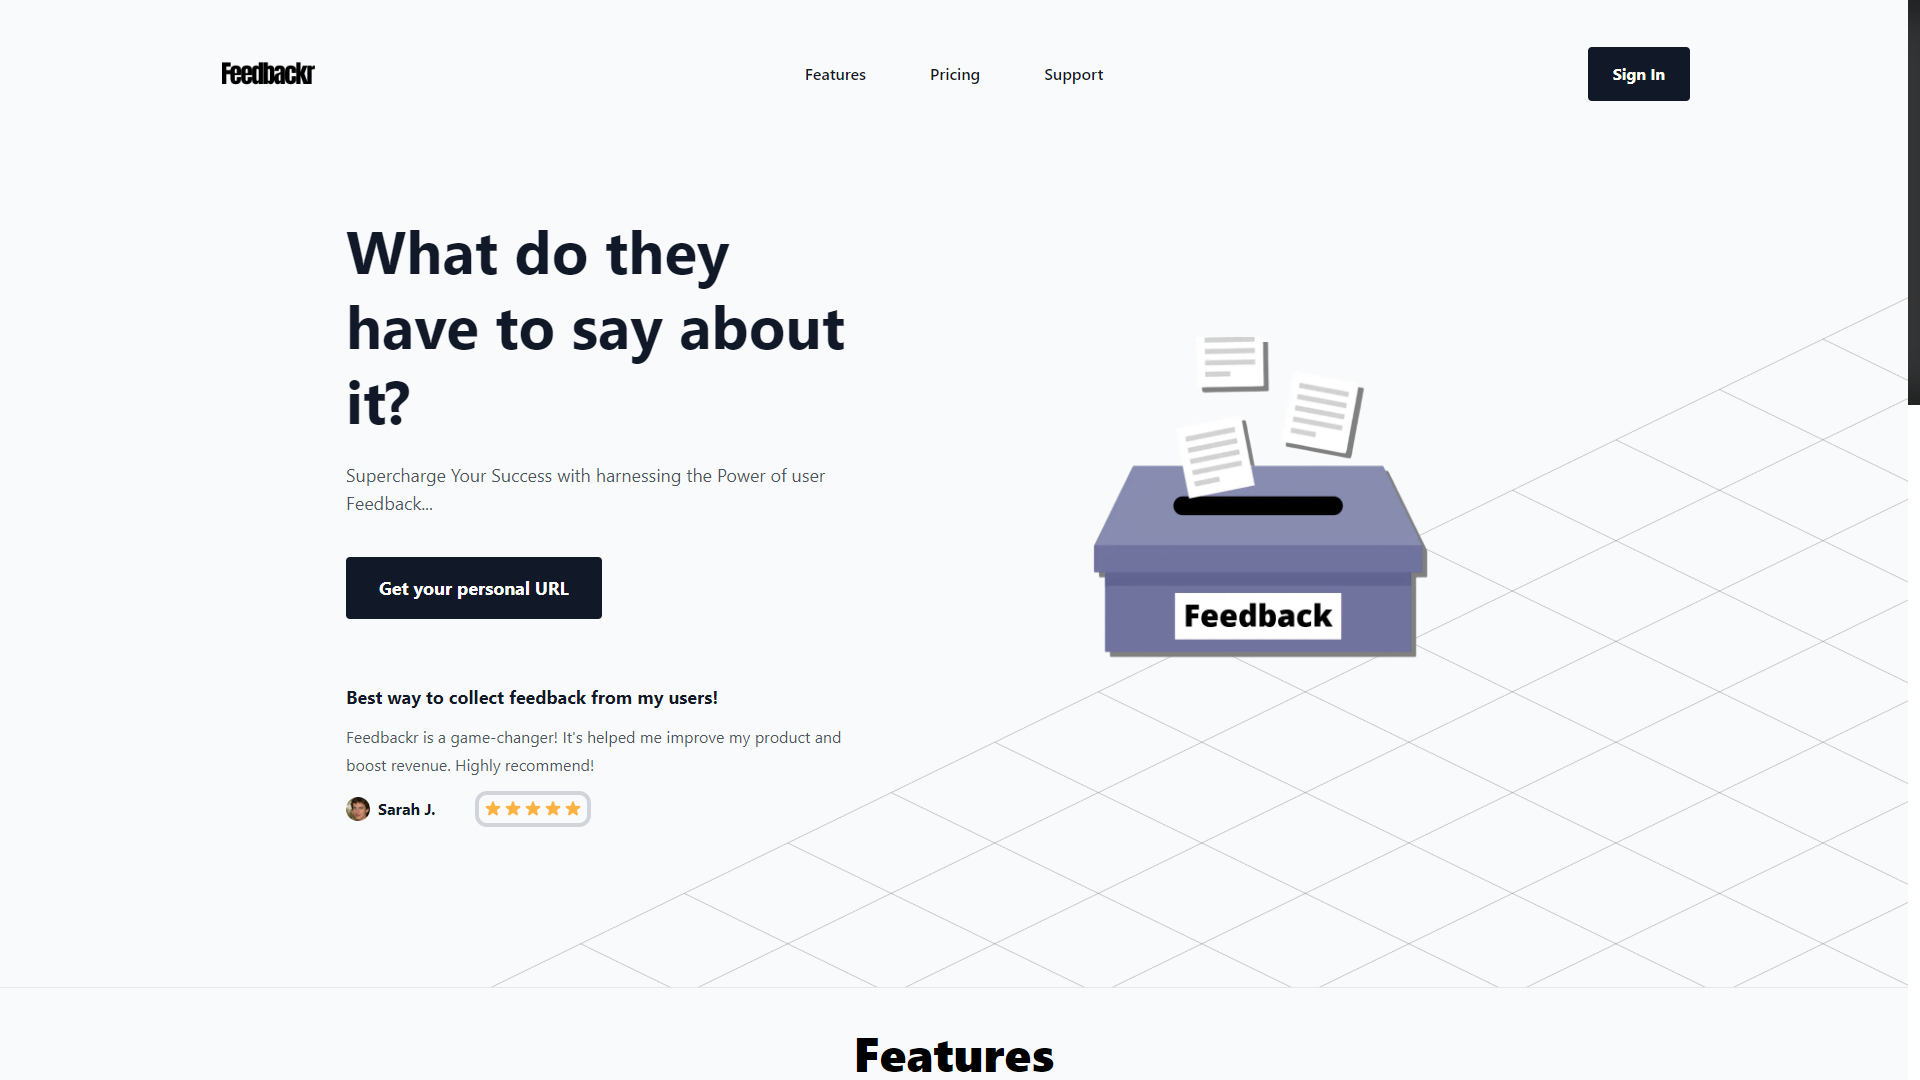 Feedbackr
Features
Pricing
Support
Sign In
What do they
have to say about
it?
Supercharge Your Success with harnessing the Power of user
Feedback...
Get your personal URL
Best way to collect feedback from my users!
Feedbackr is a game-changer! It's helped me improve my product and
boost revenue. Highly recommend!
Sarah J.
Feedback
Features